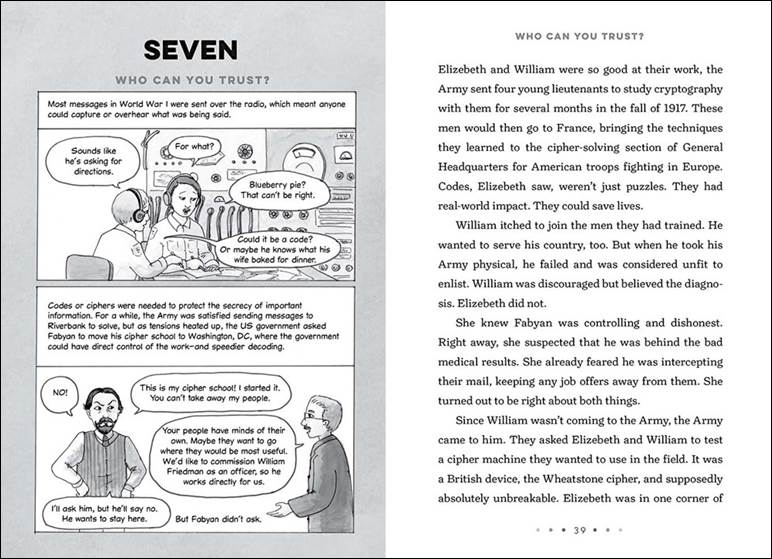 SEVEN
WHO CAN YOU TRUST?
Most messages in World War I were sent over the radio, which meant anyone
could capture or overhear what was being said.
Sounds like
he's asking for
directions.
For what?
Blueberry pie?
That can't be right.
Could it be a code?
Or maybe he knows what his
wife baked for dinner.
Codes or ciphers were needed to protect the secrecy of important
information. For a while, the Army was satisfied sending messages to
Riverbank to solve, but as tensions heated up, the US government asked
Fabyan to move his cipher school to Washington, DC, where the government
could have direct control of the work—and speedier decoding.
NO!
This is my cipher school! I started it.
You can't take away my people.
Your people have minds of their
own. Maybe they want to go
where they would be most useful.
We'd like to commission William
Friedman as an officer, so he
works directly for us.
I'll ask him, but he'll say no.
He wants to stay here.
But Fabyan didn't ask.
WHO CAN YOU TRUST?
Elizebeth and William were so good at their work, the
Army sent four young lieutenants to study cryptography
with them for several months in the fall of 1917. These
men would then go to France, bringing the techniques
they learned to the cipher-solving section of General
Headquarters for American troops fighting in Europe.
Codes, Elizebeth saw, weren't just puzzles. They had
real-world impact. They could save lives.
William itched to join the men they had trained. He
wanted to serve his country, too. But when he took his
Army physical, he failed and was considered unfit to
enlist. William was discouraged but believed the diagno-
sis. Elizebeth did not.
She knew Fabyan was controlling and dishonest.
Right away, she suspected that he was behind the bad
medical results. She already feared he was intercepting
their mail, keeping any job offers away from them. She
turned out to be right about both things.
Since William wasn't coming to the Army, the Army
came to him. They asked Elizebeth and William to test
a cipher machine they wanted to use in the field. It was
a British device, the Wheatstone cipher, and supposedly
absolutely unbreakable. Elizebeth was in one corner of
39